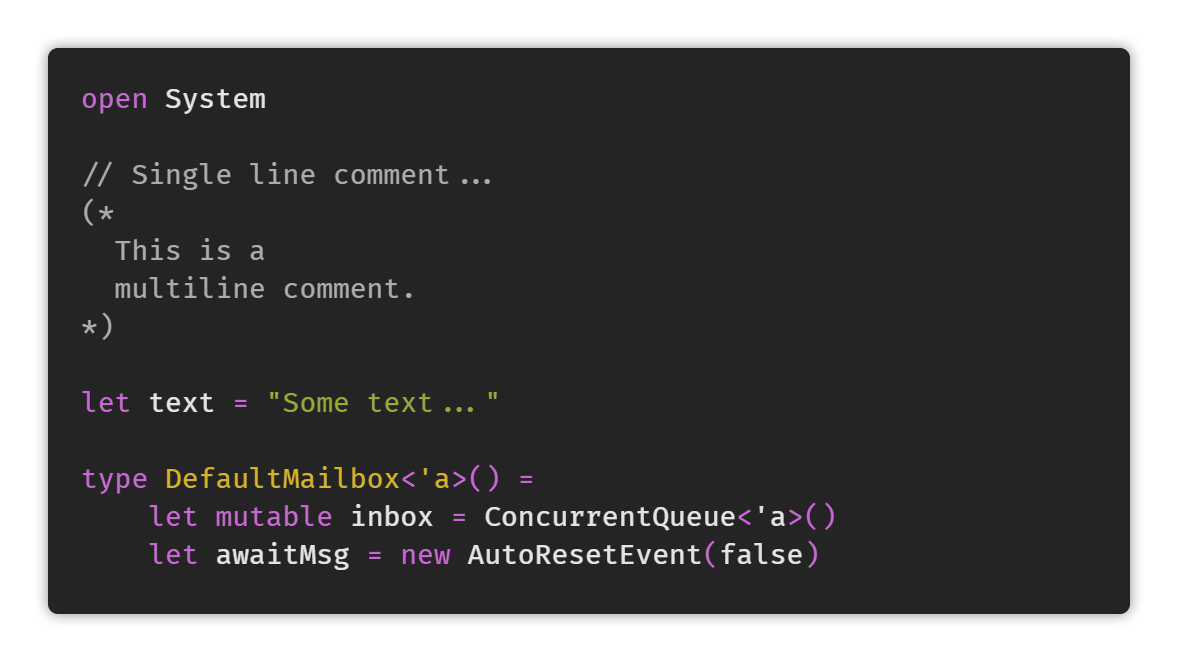 open System
// Single line comment...
(*
This is a
multiline comment.
*)
let text = "Some text..."
type DefaultMailbox<'a>() =
let mutable inbox = ConcurrentQueue<'a>()
let awaitMsg = new AutoResetEvent(false)